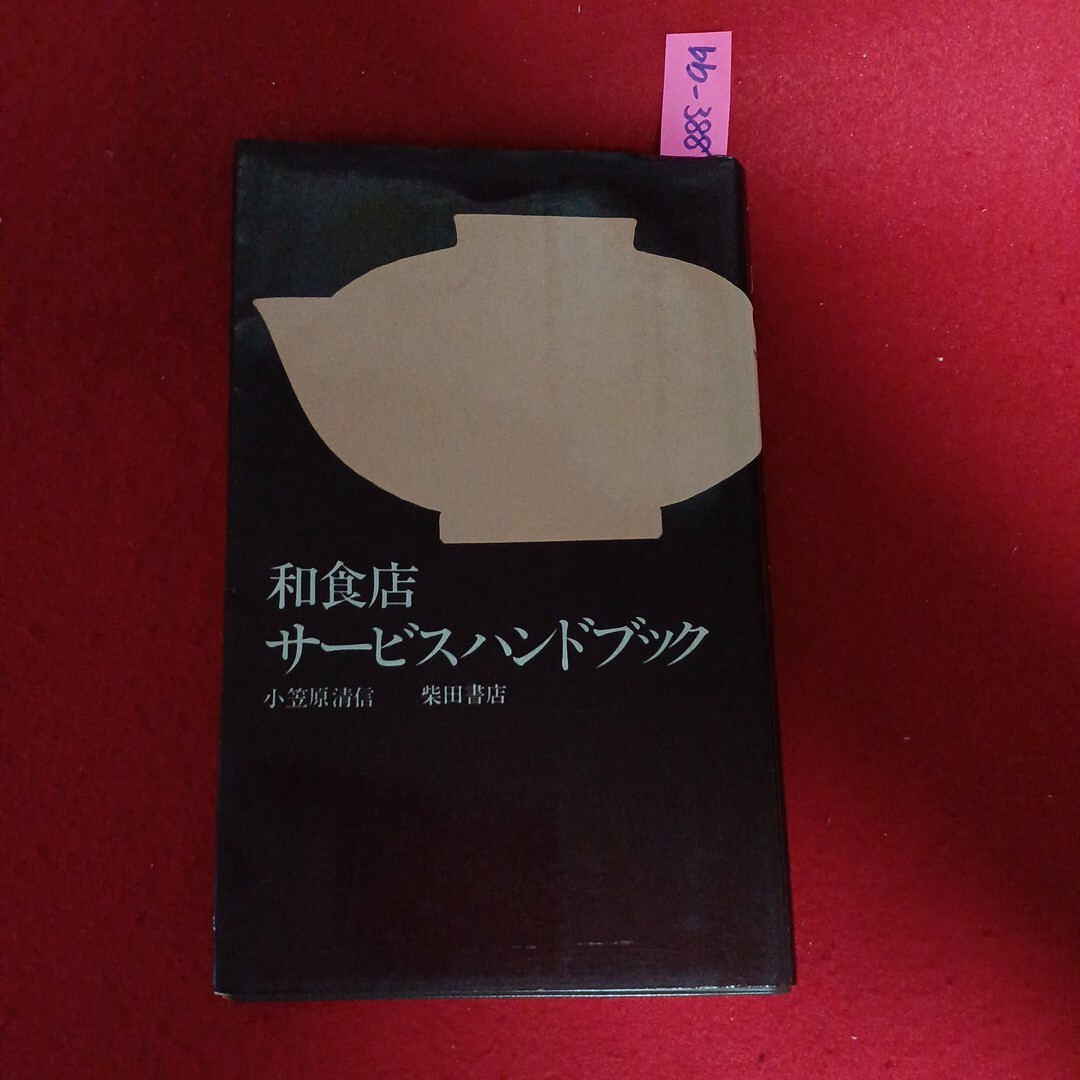 和食店
サービスハンドブック
小笠原清信 柴田書店